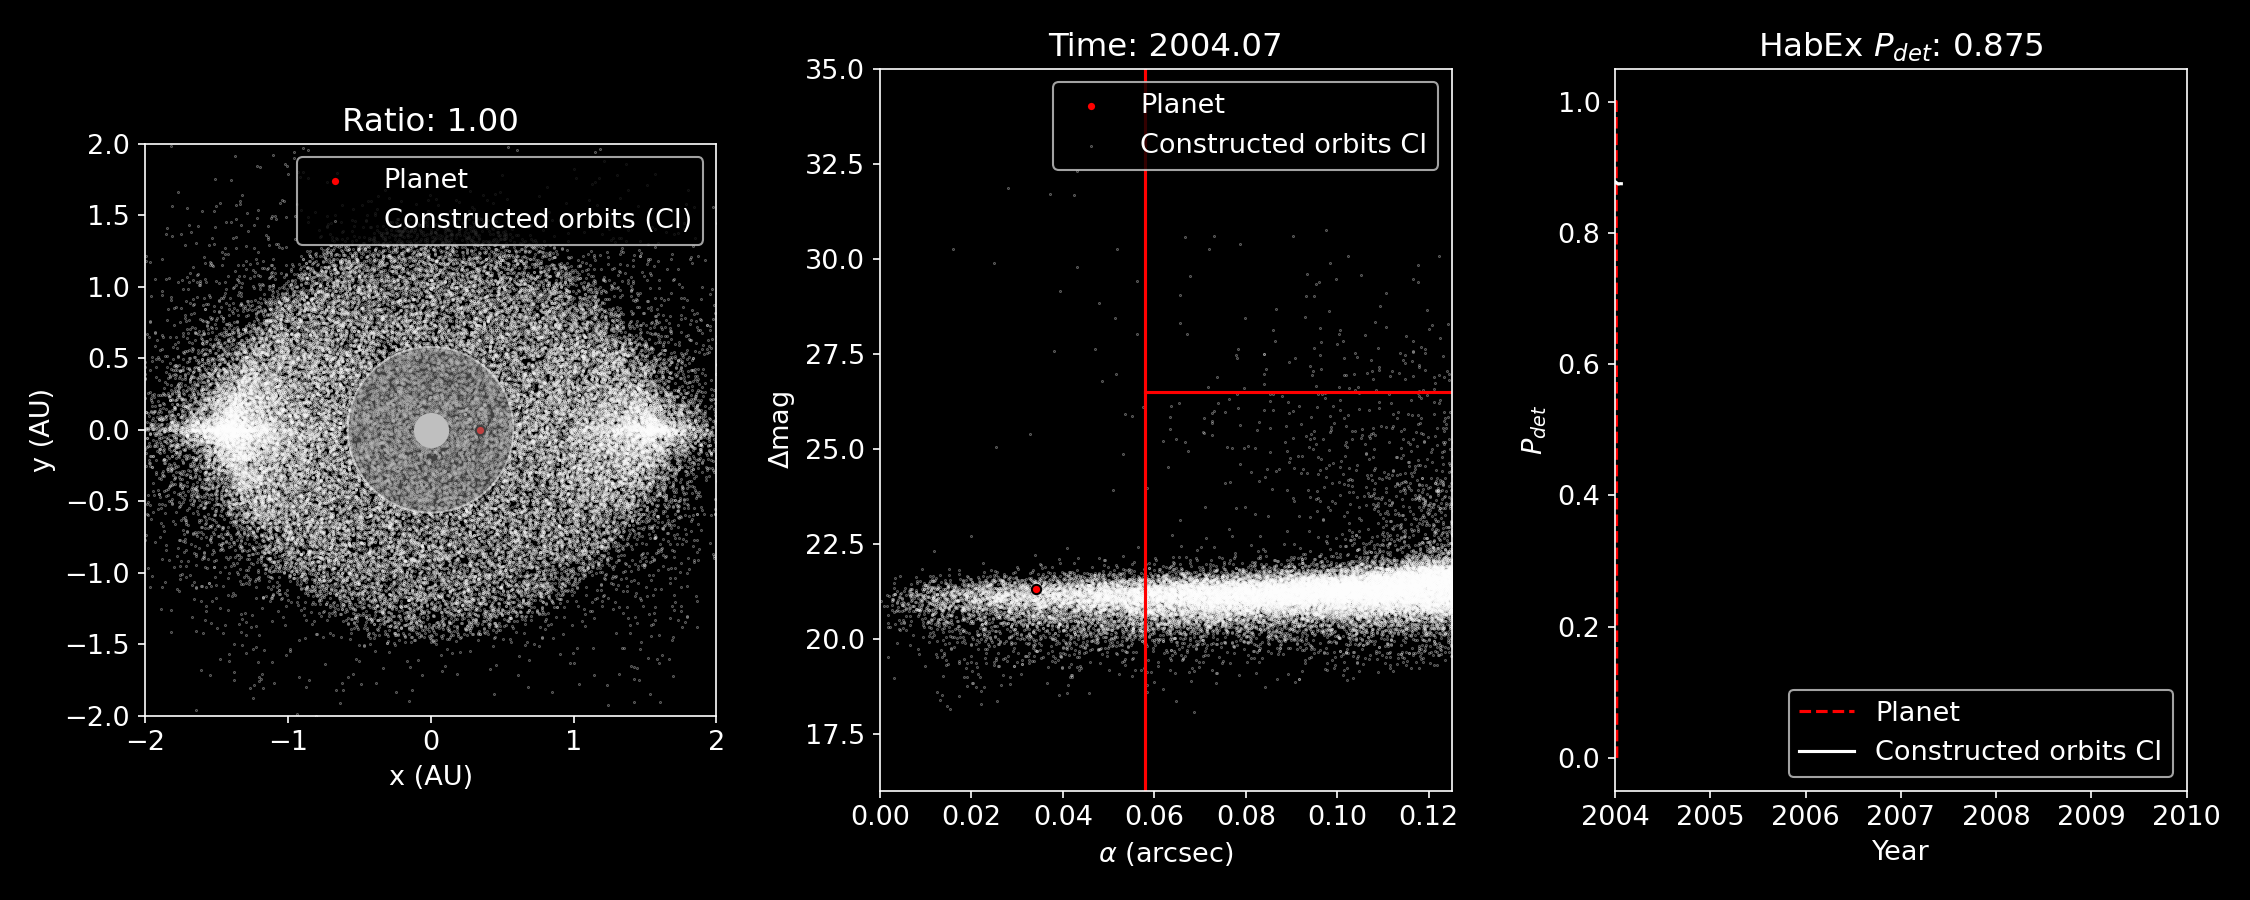 Ratio: 1.00
Planet
Constructed orbits (CI)
2.0
1.5
1.0
0.5
0.0
−0.5
−1.0
−1.5
−2.0
y (AU)
−2
−1
0
1
2
x (AU)
Time: 2004.07
Planet
Constructed orbits CI
35.0
32.5
30.0
27.5
25.0
22.5
20.0
17.5
Δmag
0.00
0.02
0.04
0.06
0.08
0.10
0.12
α (arcsec)
HabEx P_det: 0.875
1.0
0.8
0.6
0.4
0.2
0.0
P_det
Planet
Constructed orbits CI
2004
2005
2006
2007
2008
2009
2010
Year